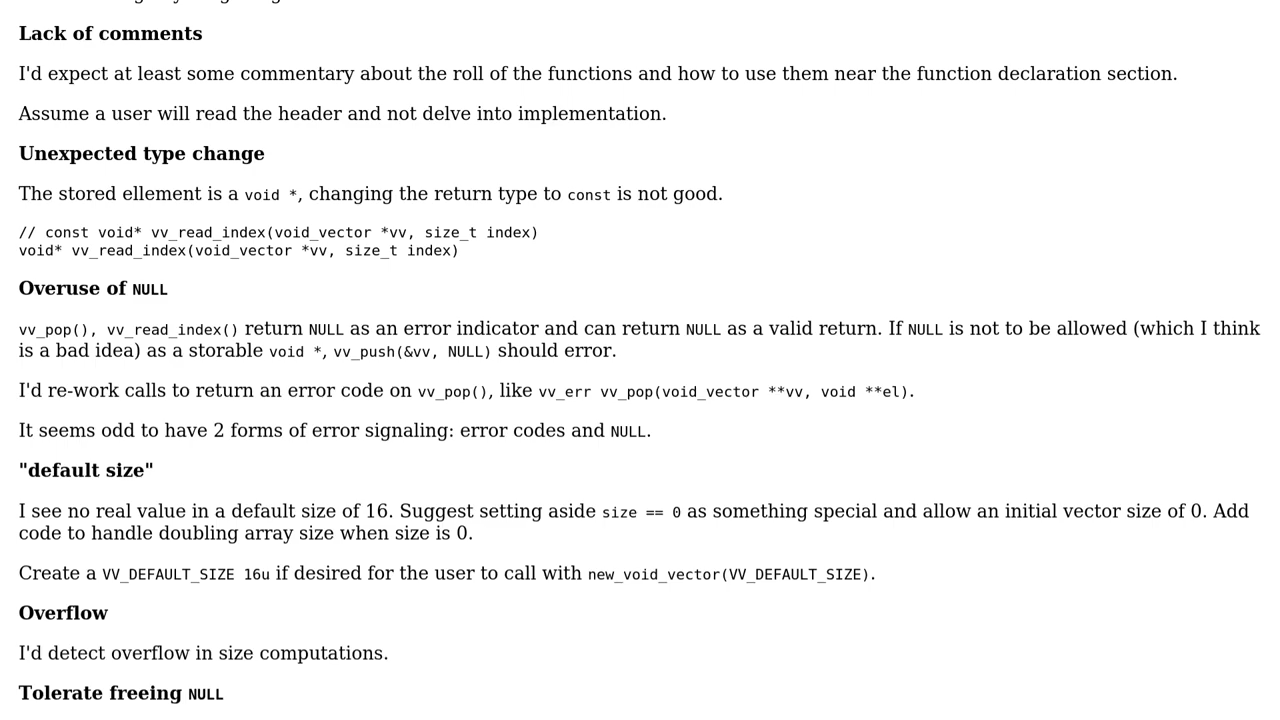 Lack of comments
I'd expect at least some commentary about the roll of the functions and how to use them near the function declaration section.
Assume a user will read the header and not delve into implementation.
Unexpected type change
The stored ellement is a void *, changing the return type to const is not good.
// const void* vv_read_index(void_vector *vv, size_t index)
void* vv_read_index(void_vector *vv, size_t index)
Overuse of NULL
vv_pop(), vv_read_index() return NULL as an error indicator and can return NULL as a valid return. If NULL is not to be allowed (which I think
is a bad idea) as a storable void *, vv_push(&vv, NULL) should error.
I'd re-work calls to return an error code on vv_pop(), like vv_err vv_pop(void_vector **vv, void **el).
It seems odd to have 2 forms of error signaling: error codes and NULL.
"default size"
I see no real value in a default size of 16. Suggest setting aside size == 0 as something special and allow an initial vector size of 0. Add
code to handle doubling array size when size is 0.
Create a VV_DEFAULT_SIZE 16u if desired for the user to call with new_void_vector(VV_DEFAULT_SIZE).
Overflow
I'd detect overflow in size computations.
Tolerate freeing NULL